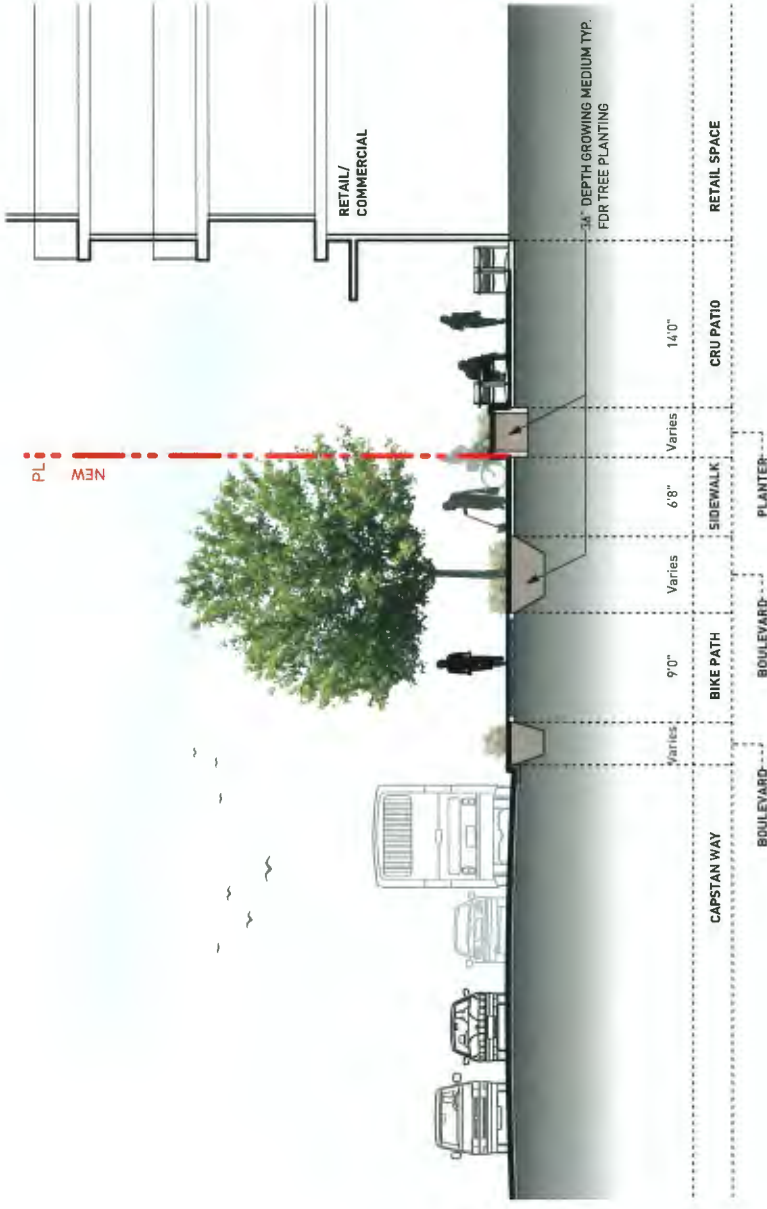 PL
NEW
RETAIL/
COMMERCIAL
36" DEPTH GROWING MEDIUM TYP.
FOR TREE PLANTING
Varies
9'0"
Varies
6'8"
Varies
14'0"
CAPSTAN WAY
BIKE PATH
SIDEWALK
CRU PATIO
RETAIL SPACE
BOULEVARD
BOULEVARD
PLANTER